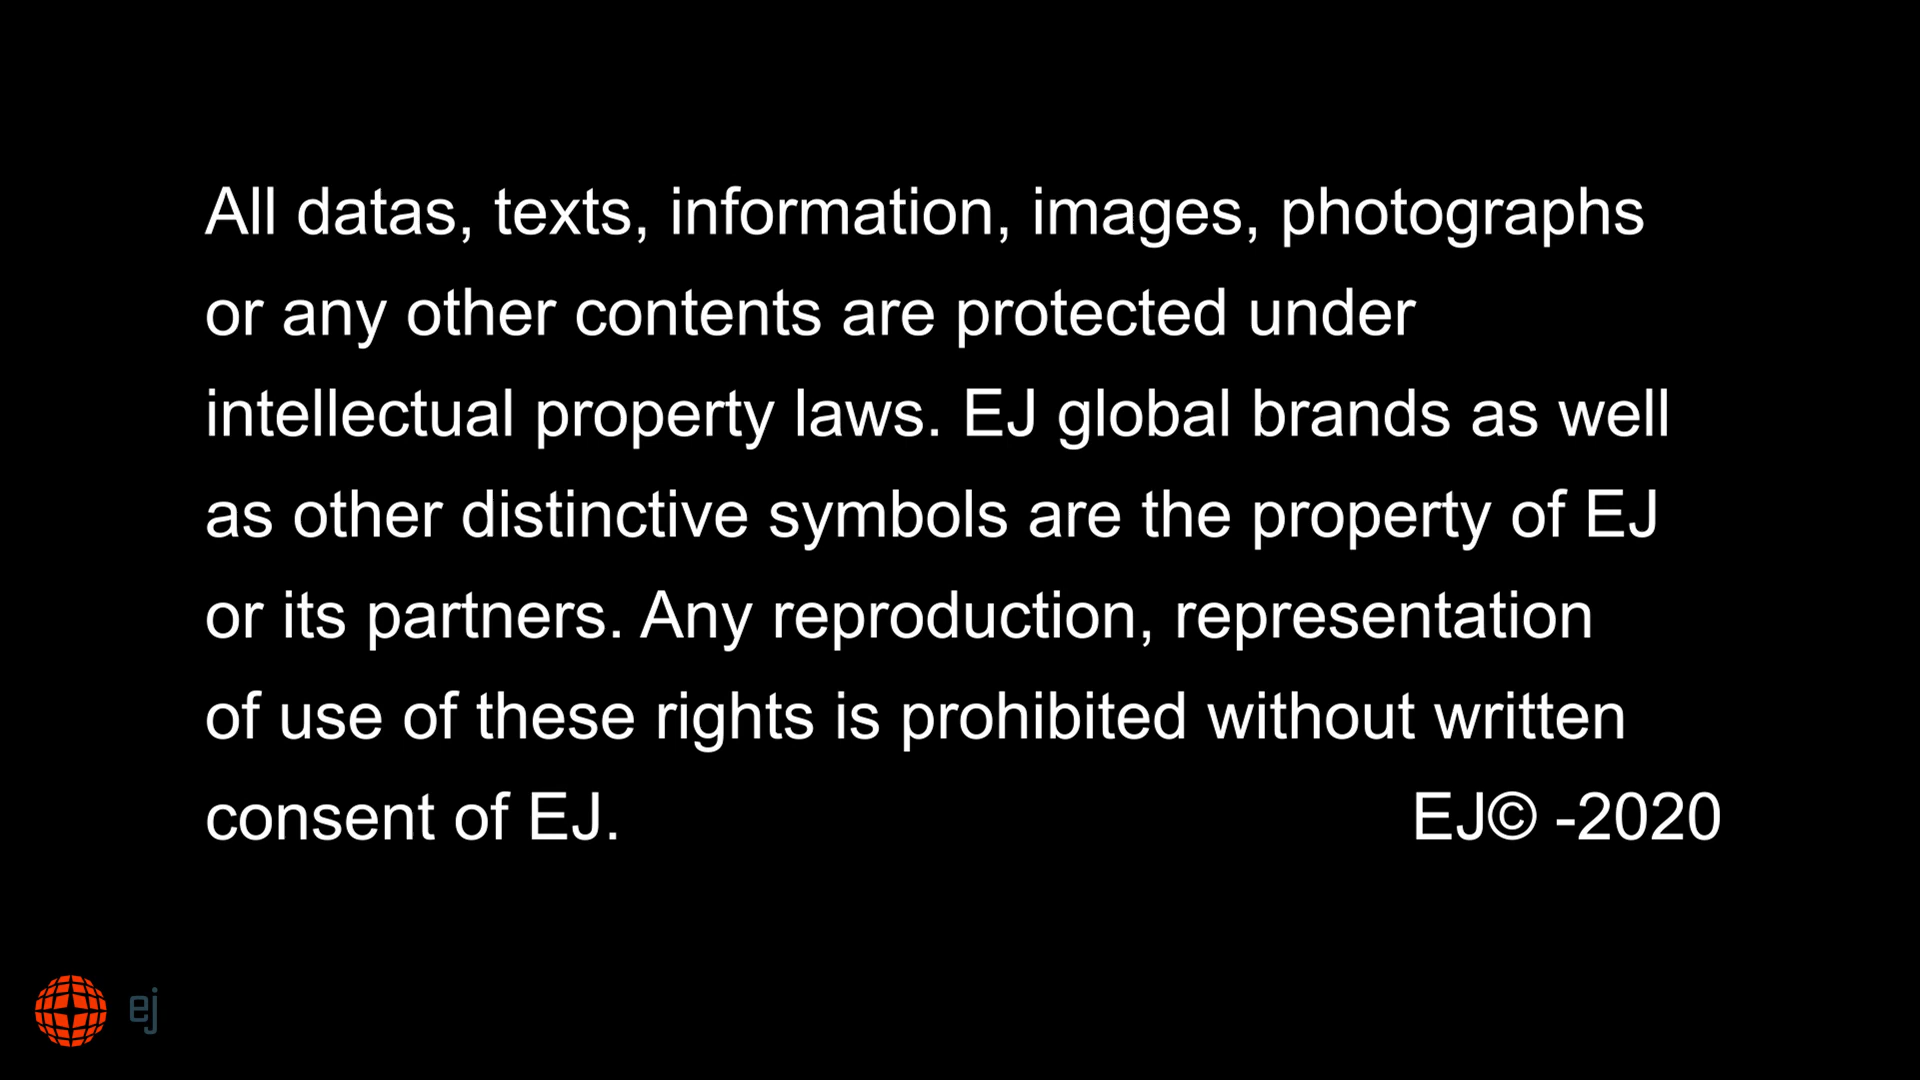 All datas, texts, information, images, photographs
or any other contents are protected under
intellectual property laws. EJ global brands as well
as other distinctive symbols are the property of EJ
or its partners. Any reproduction, representation
of use of these rights is prohibited without written
consent of EJ. EJ© -2020
ej